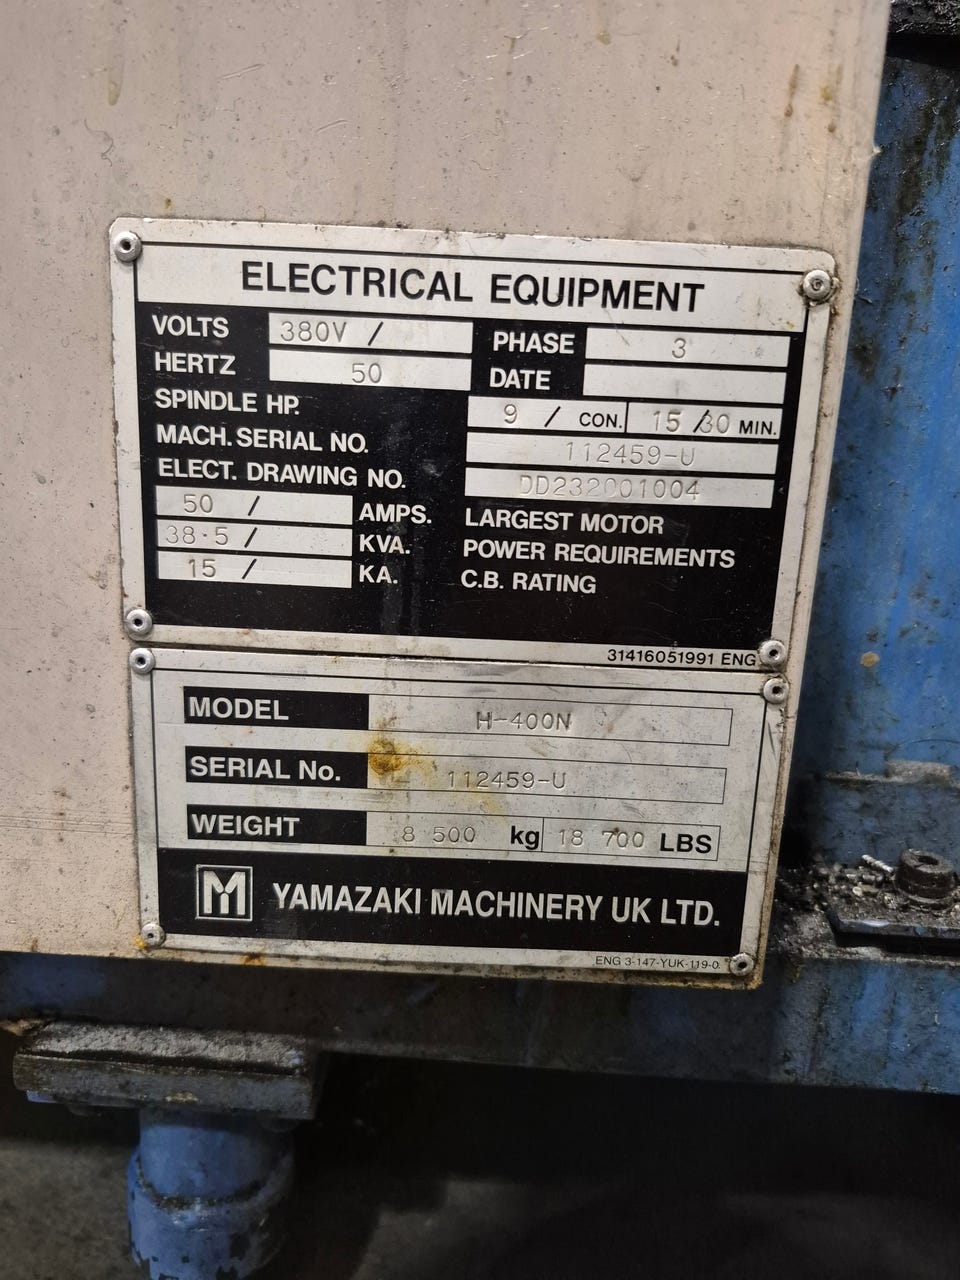 ELECTRICAL EQUIPMENT
VOLTS 380V / PHASE 3
HERTZ 50 DATE
SPINDLE HP. 9 / CON. 15 /30 MIN.
MACH. SERIAL NO. 112459-U
ELECT. DRAWING NO. DD232001004
50 / AMPS. LARGEST MOTOR
38.5 / KVA. POWER REQUIREMENTS
15 / KA. C.B. RATING
31416051991 ENG
MODEL H-400N
SERIAL No. 112459-U
WEIGHT 8 500 kg 18 700 LBS
M YAMAZAKI MACHINERY UK LTD.
ENG 3-147-YUK-119-0